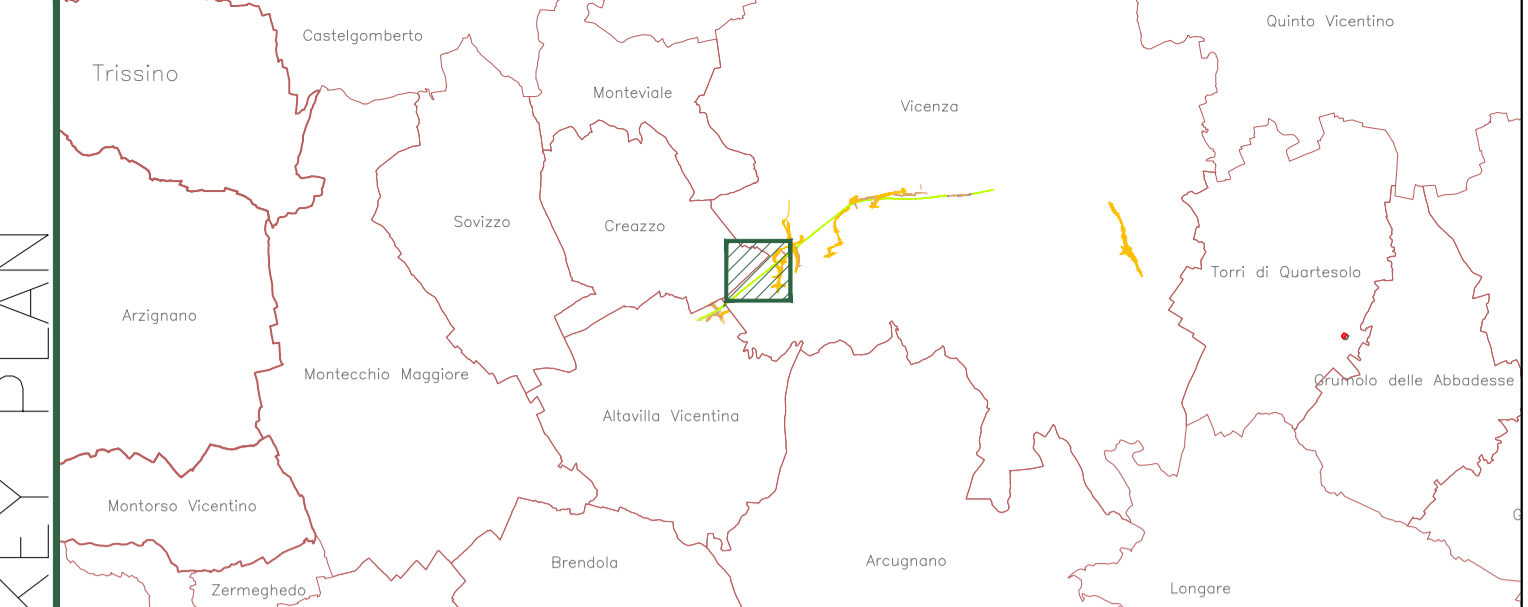 KEY PLAN
Quinto Vicentino
Castelgomberto
Trissino
Monteviale
Vicenza
Sovizzo
Creazzo
Torri di Quartesolo
Arzignano
Montecchio Maggiore
Grumolo delle Abbadesse
Altavilla Vicentina
Montorso Vicentino
G
Brendola
Arcugnano
Zermeghedo
Longare